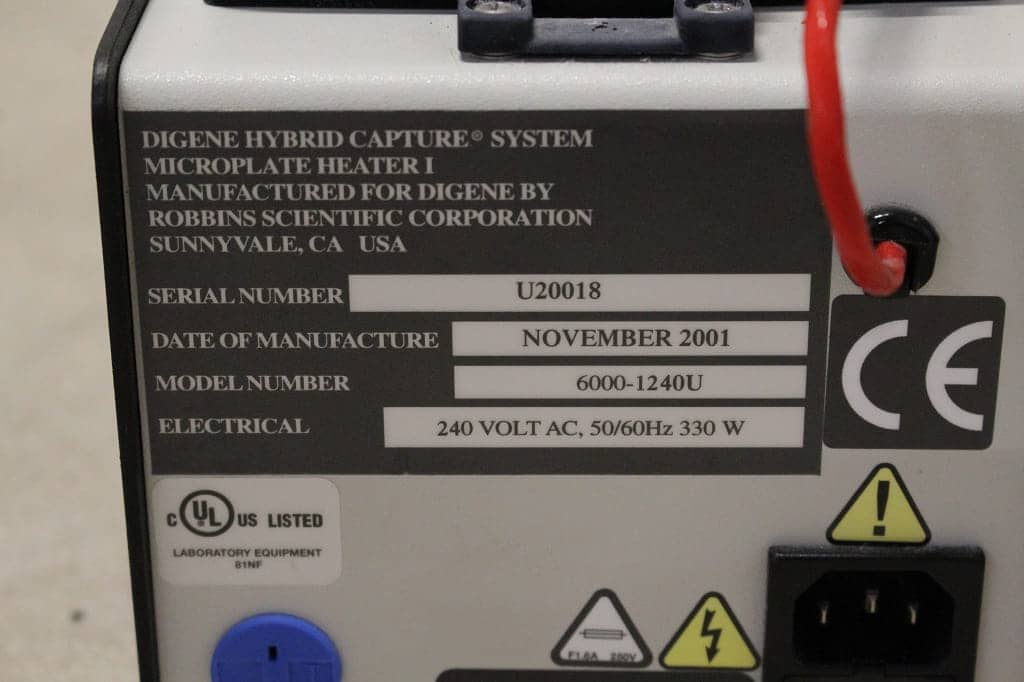 DIGENE HYBRID CAPTURE® SYSTEM
MICROPLATE HEATER I
MANUFACTURED FOR DIGENE BY
ROBBINS SCIENTIFIC CORPORATION
SUNNYVALE, CA USA
SERIAL NUMBER U20018
DATE OF MANUFACTURE NOVEMBER 2001
MODEL NUMBER 6000-1240U
ELECTRICAL 240 VOLT AC, 50/60Hz 330 W
CE
C UL US LISTED
LABORATORY EQUIPMENT
81NF
F1.6A 250V